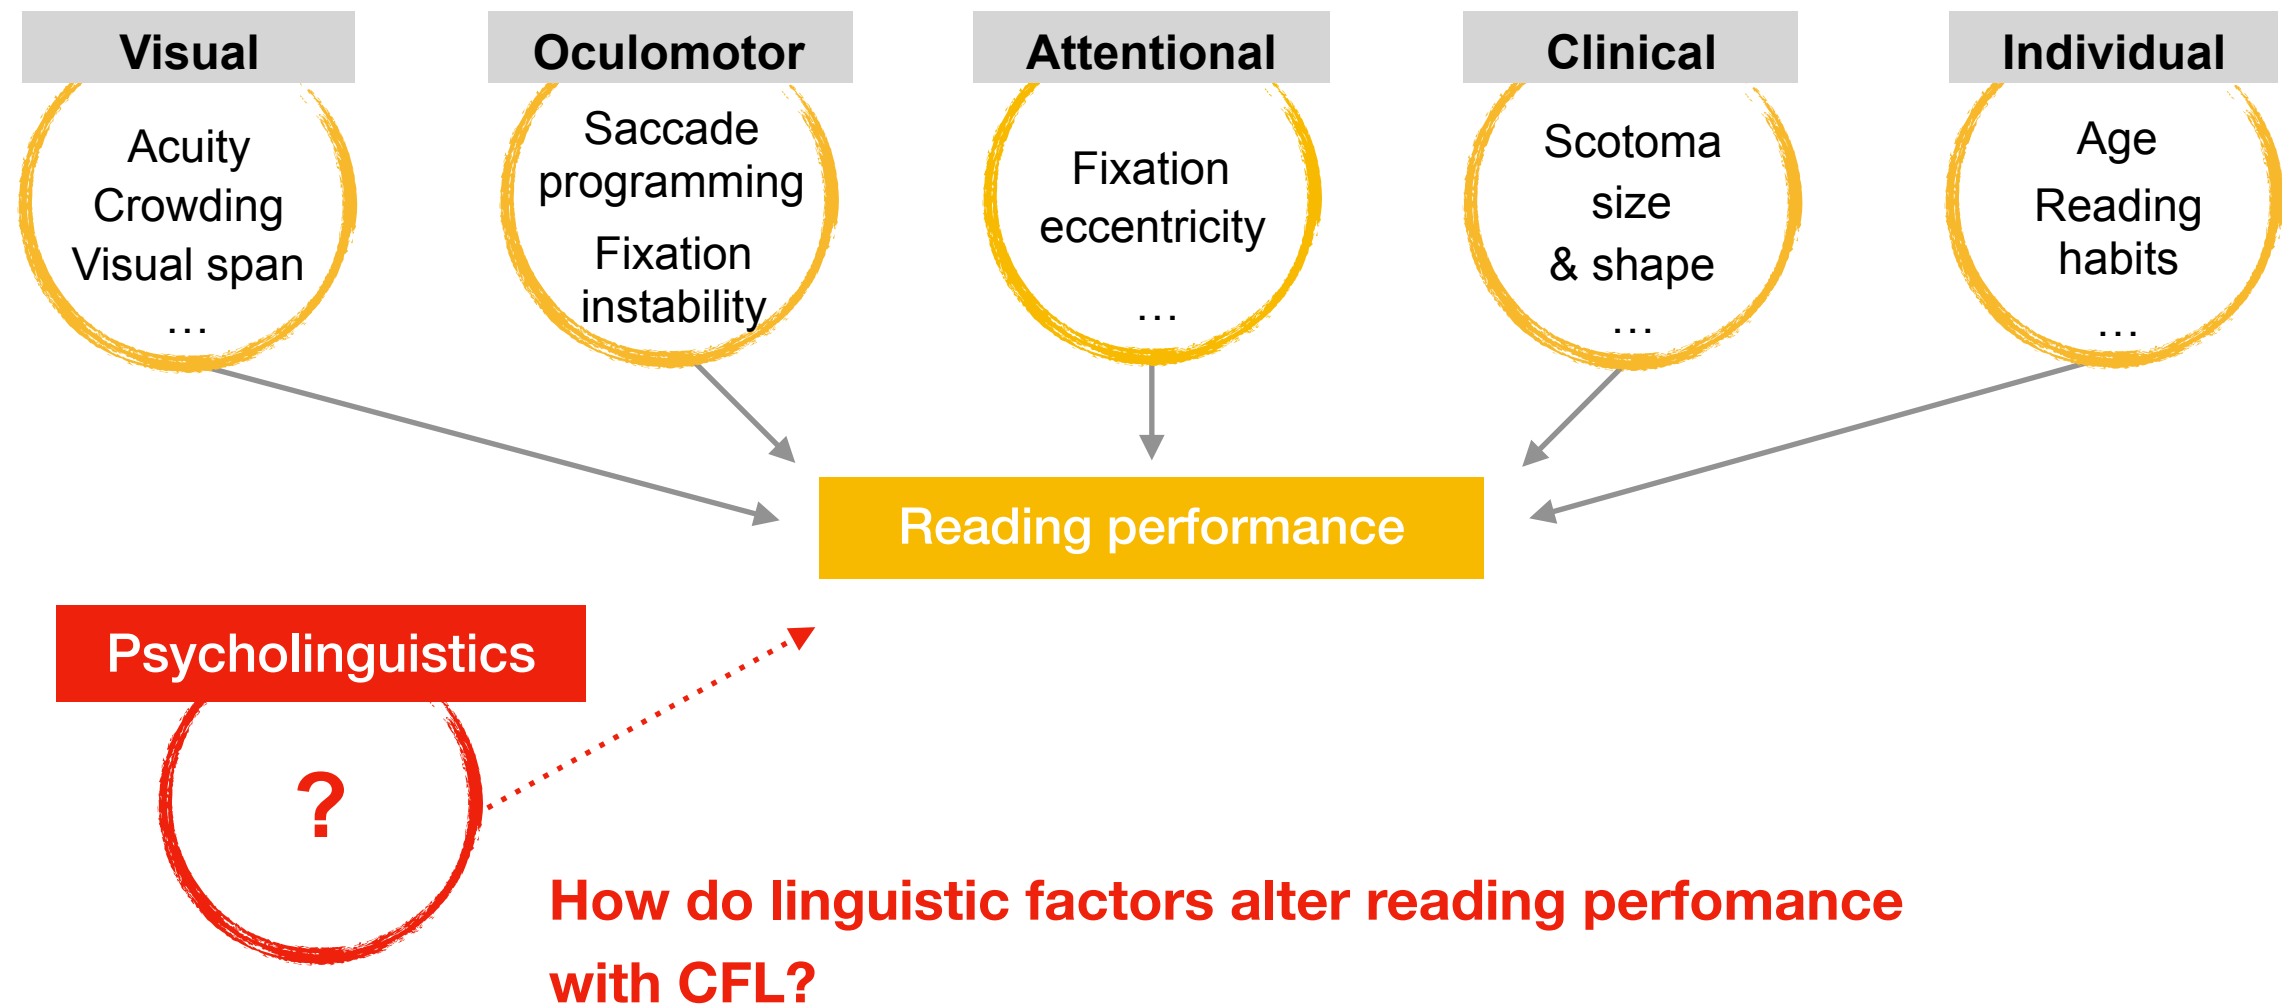 Visual
Acuity
Crowding
Visual span
…
Oculomotor
Saccade
programming
Fixation
instability
Attentional
Fixation
eccentricity
…
Clinical
Scotoma
size
& shape
…
Individual
Age
Reading
habits
…
Reading performance
Psycholinguistics
?
How do linguistic factors alter reading perfomance
with CFL?